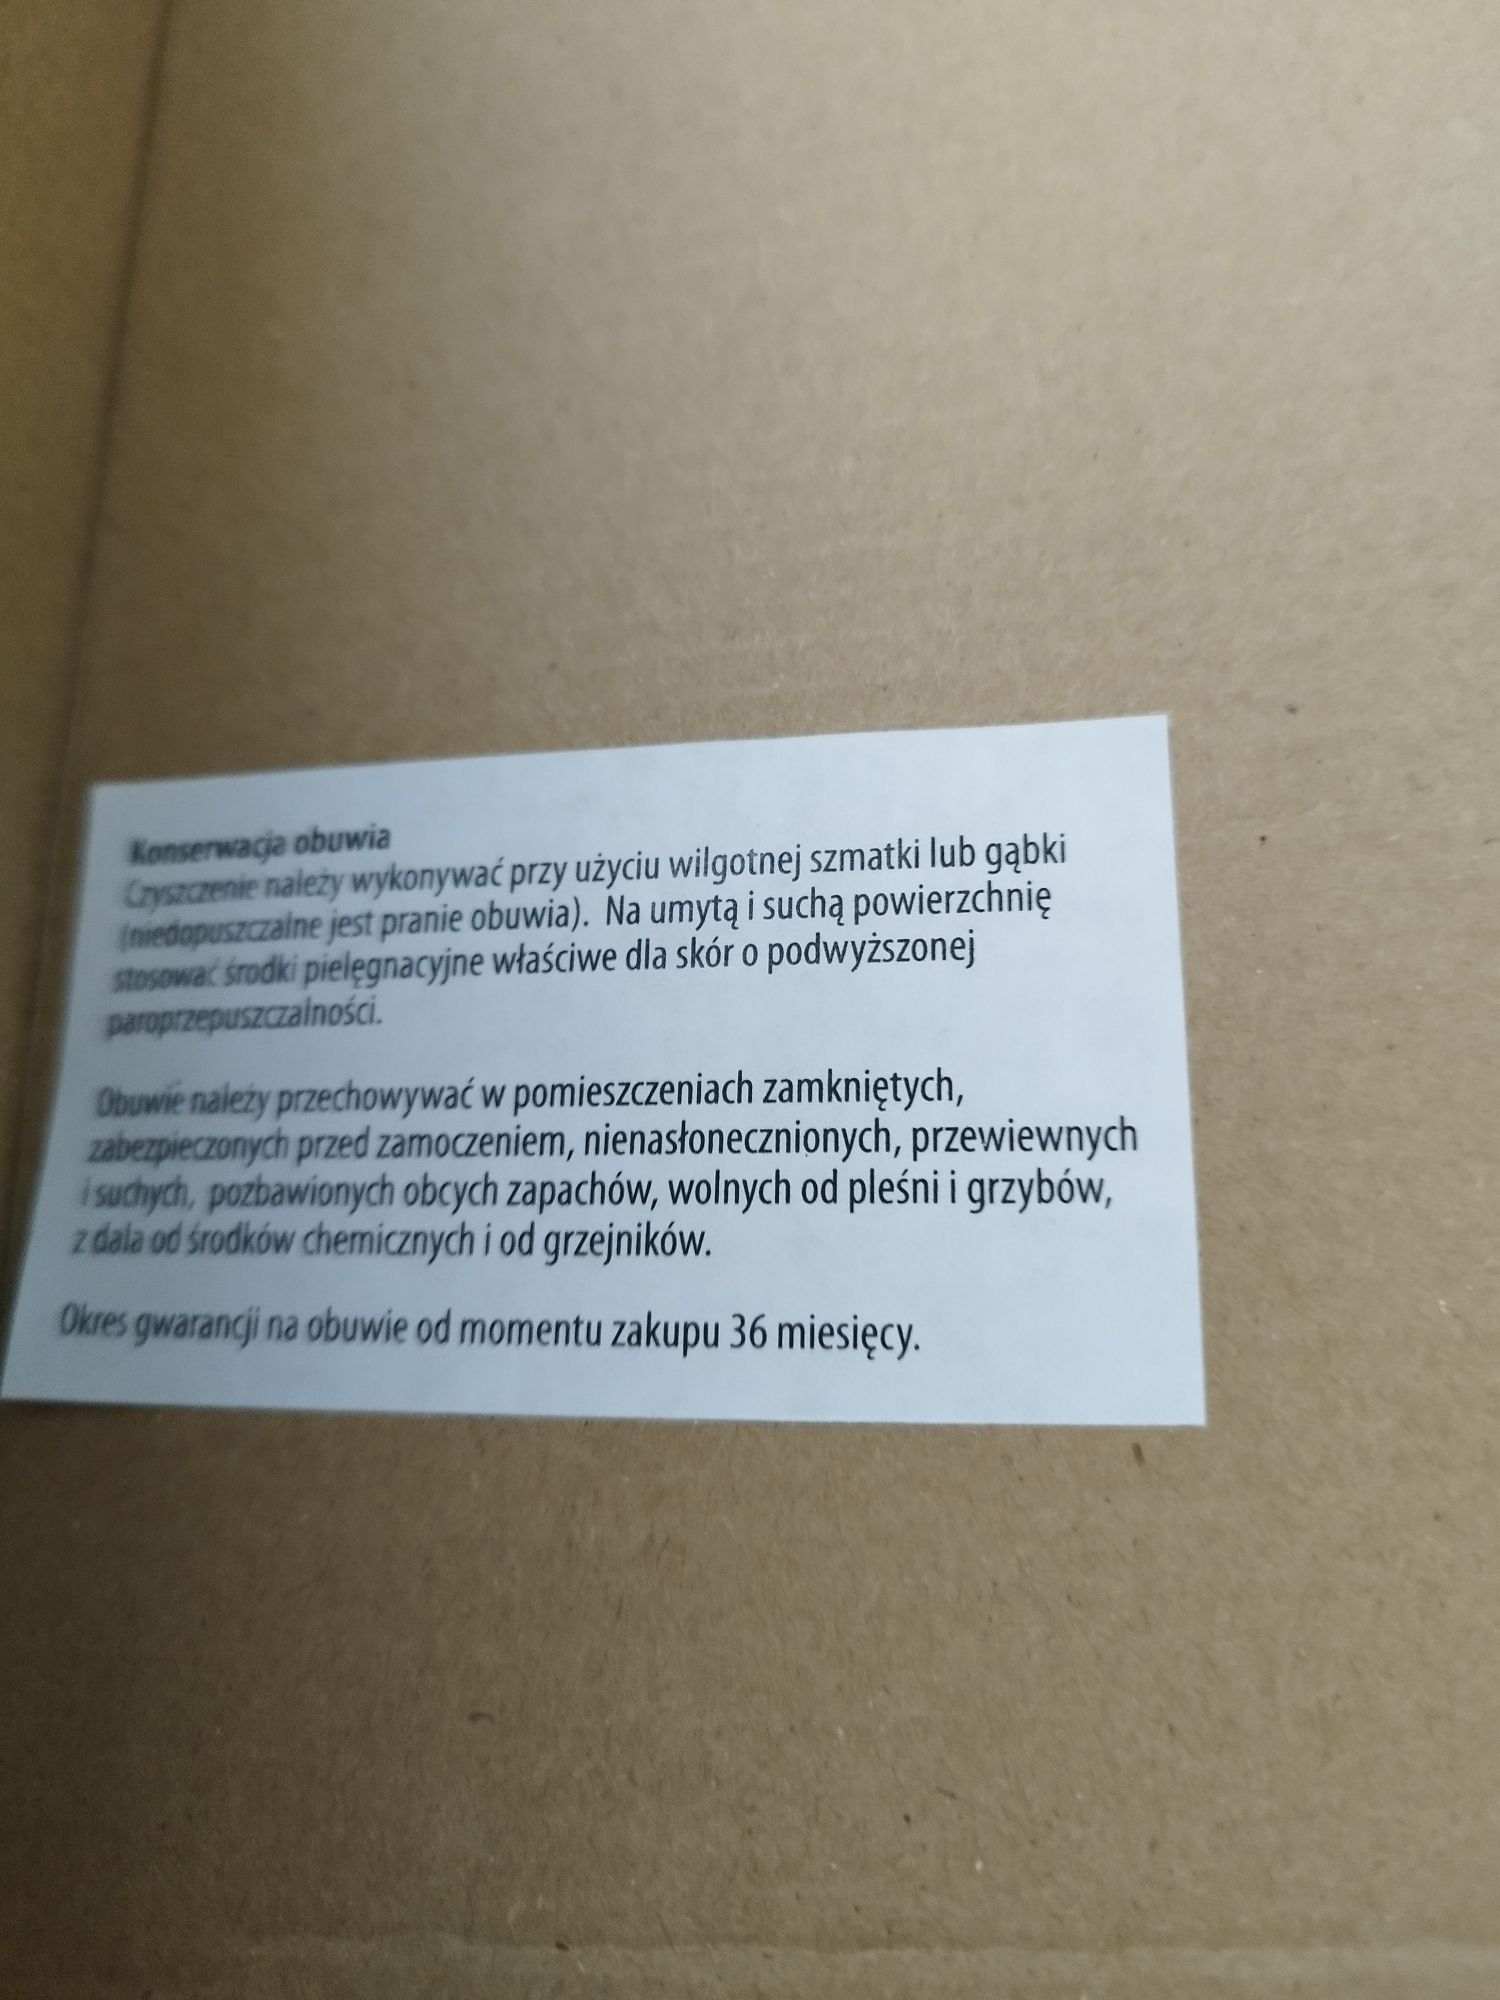 Konserwacja obuwia
Czyszczenie należy wykonywać przy użyciu wilgotnej szmatki lub gąbki
(niedopuszczalne jest pranie obuwia). Na umytą i suchą powierzchnię
stosować środki pielęgnacyjne właściwe dla skór o podwyższonej
paroprzepuszczalności.
Obuwie należy przechowywać w pomieszczeniach zamkniętych,
zabezpieczonych przed zamoczeniem, nienasłonecznionych, przewiewnych
i suchych, pozbawionych obcych zapachów, wolnych od pleśni i grzybów,
z dala od środków chemicznych i od grzejników.
Okres gwarancji na obuwie od momentu zakupu 36 miesięcy.